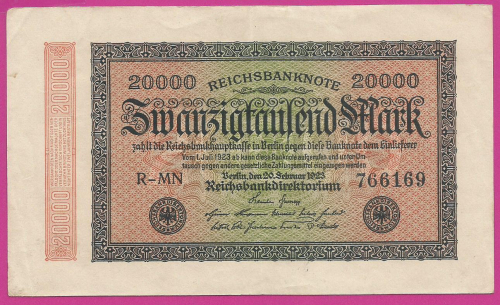 20000 REICHSBANKNOTE 20000
Zwanzigtausend Mark
zahlt die Reichsbankhauptkasse in Berlin gegen diese Banknote dem Einlieferer
Vom 1. Juli 1923 ab kann diese Banknote aufgerufen und unter Um-
tausch gegen andere gesetzliche Zahlungsmittel eingezogen werden
Berlin, den 20. Februar 1923
R-MN Reichsbankdirektorium 766169
20000
20000